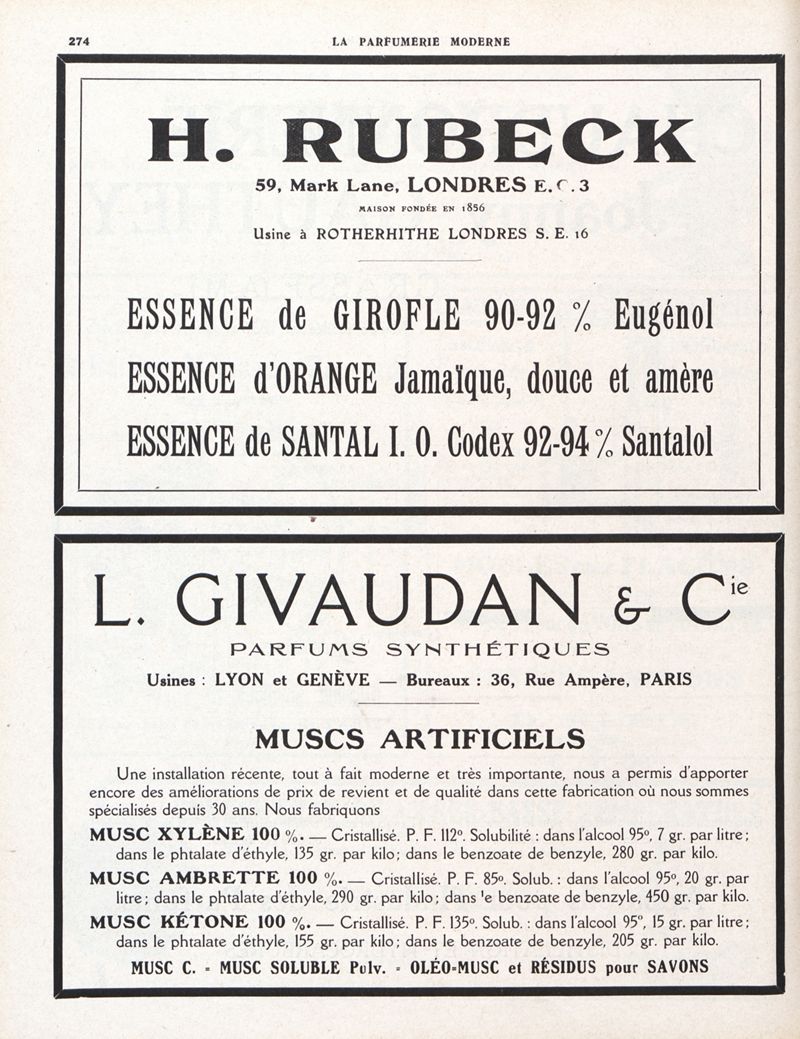 274
LA PARFUMERIE MODERNE
H. RUBECK
59, Mark Lane, LONDRES E. C. 3
MAISON FONDÉE EN 1856
Usine à ROTHERHITHE LONDRES S. E. 16
ESSENCE de GIROFLE 90-92 % Eugénol
ESSENCE d'ORANGE Jamaïque, douce et amère
ESSENCE de SANTAL I. O. Codex 92-94 % Santalol
L. GIVAUDAN & Cie
PARFUMS SYNTHÉTIQUES
Usines : LYON et GENÈVE — Bureaux : 36, Rue Ampère, PARIS
MUSCS ARTIFICIELS
Une installation récente, tout à fait moderne et très importante, nous a permis d'apporter
encore des améliorations de prix de revient et de qualité dans cette fabrication où nous sommes
spécialisés depuis 30 ans. Nous fabriquons
MUSC XYLÈNE 100 %. — Cristallisé. P. F. 112º. Solubilité : dans l'alcool 95º, 7 gr. par litre ;
dans le phtalate d'éthyle, 135 gr. par kilo ; dans le benzoate de benzyle, 280 gr. par kilo.
MUSC AMBRETTE 100 %. — Cristallisé. P. F. 85º. Solub. : dans l'alcool 95º, 20 gr. par
litre ; dans le phtalate d'éthyle, 290 gr. par kilo ; dans 'e benzoate de benzyle, 450 gr. par kilo.
MUSC KÉTONE 100 %. — Cristallisé. P. F. 135º. Solub. : dans l'alcool 95º, 15 gr. par litre ;
dans le phtalate d'éthyle, 155 gr. par kilo ; dans le benzoate de benzyle, 205 gr. par kilo.
MUSC C. - MUSC SOLUBLE Pulv. - OLÉO-MUSC et RÉSIDUS pour SAVONS